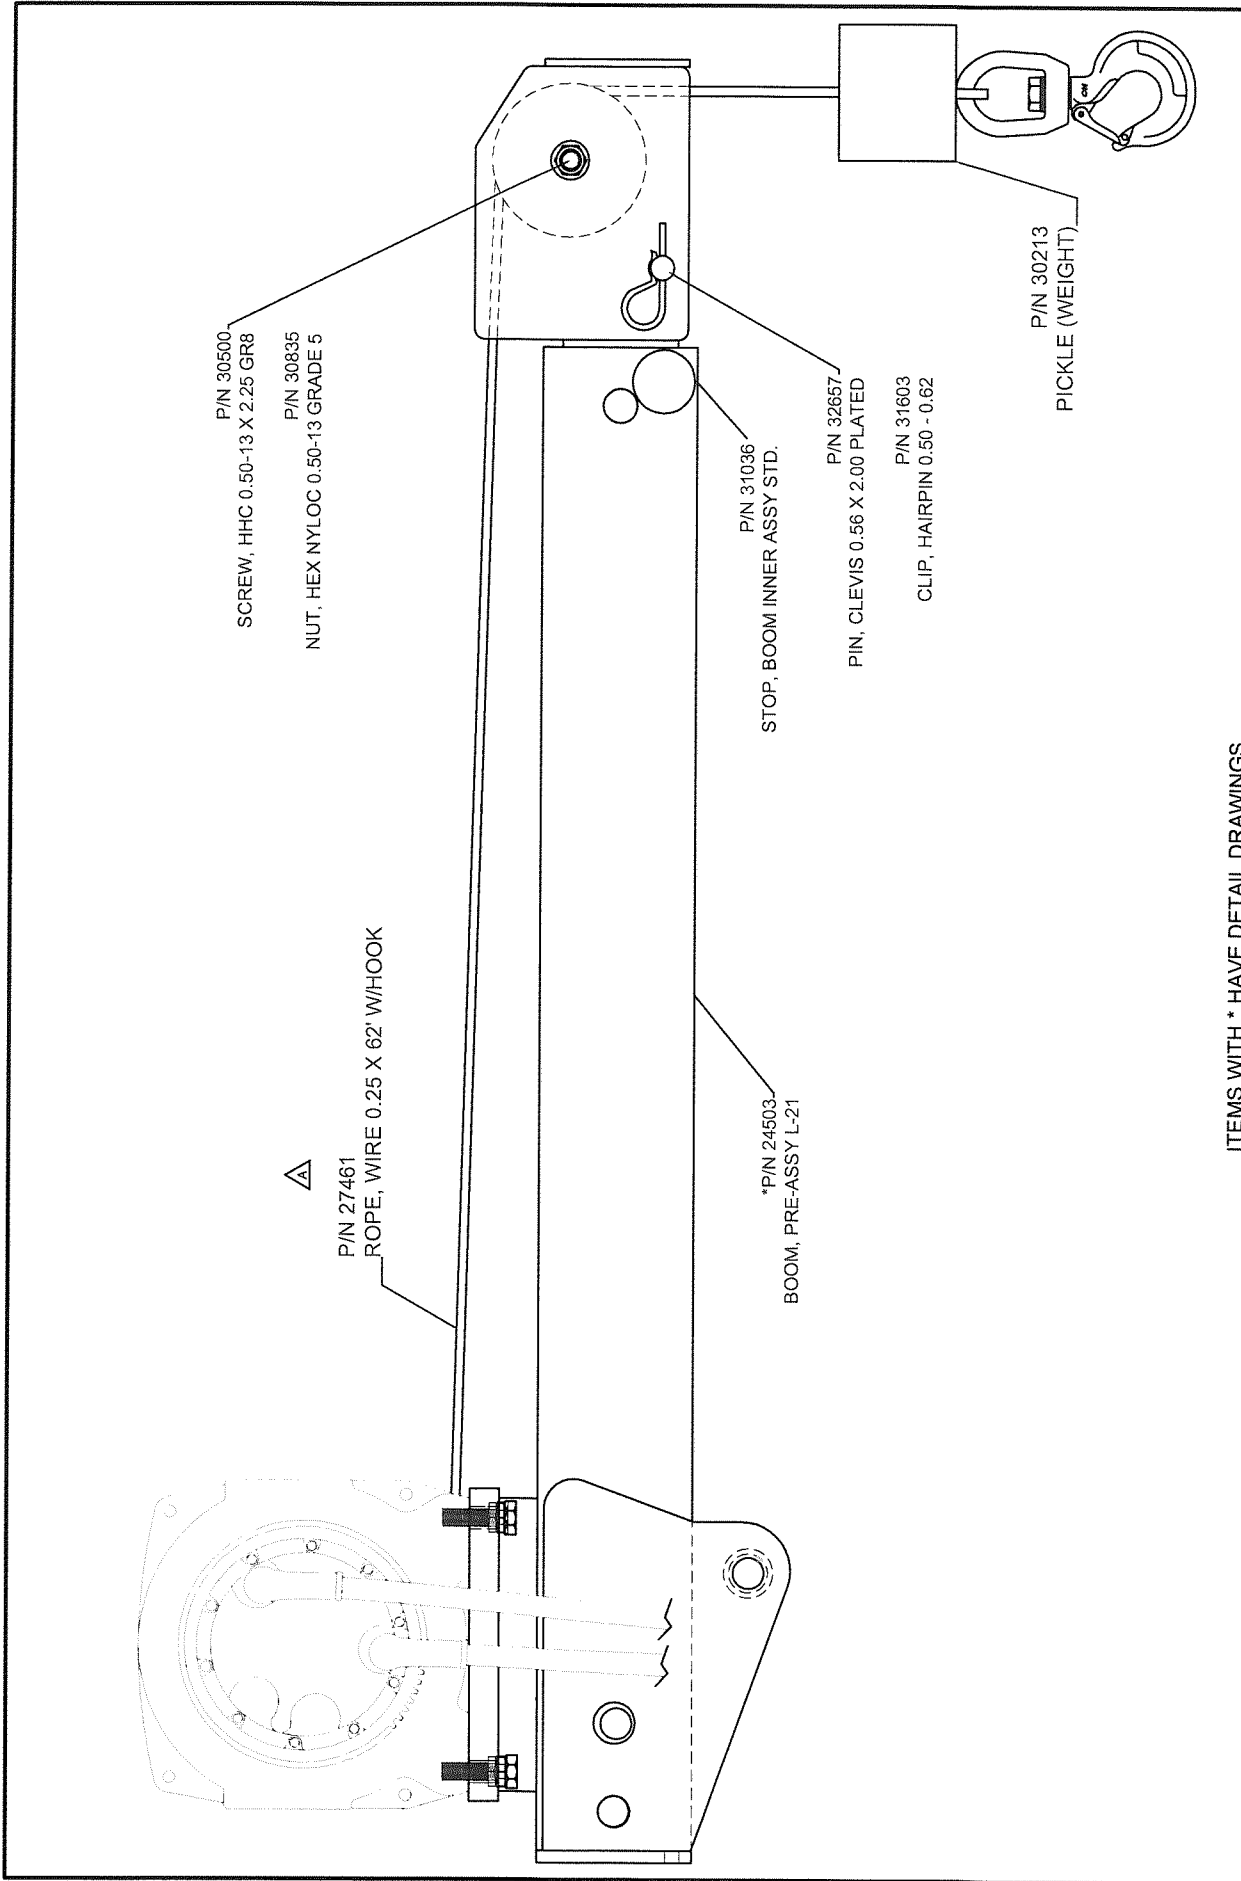 P/N 30500
SCREW, HHC 0.50-13 X 2.25 GR8
P/N 30835
NUT, HEX NYLOC 0.50-13 GRADE 5
A
P/N 27461
ROPE, WIRE 0.25 X 62' W/HOOK
P/N 31036
STOP, BOOM INNER ASSY STD.
*P/N 24503
BOOM, PRE-ASSY L-21
P/N 32657
PIN, CLEVIS 0.56 X 2.00 PLATED
P/N 31603
CLIP, HAIRPIN 0.50 - 0.62
P/N 30213
PICKLE (WEIGHT)
ITEMS WITH * HAVE DETAIL DRAWINGS